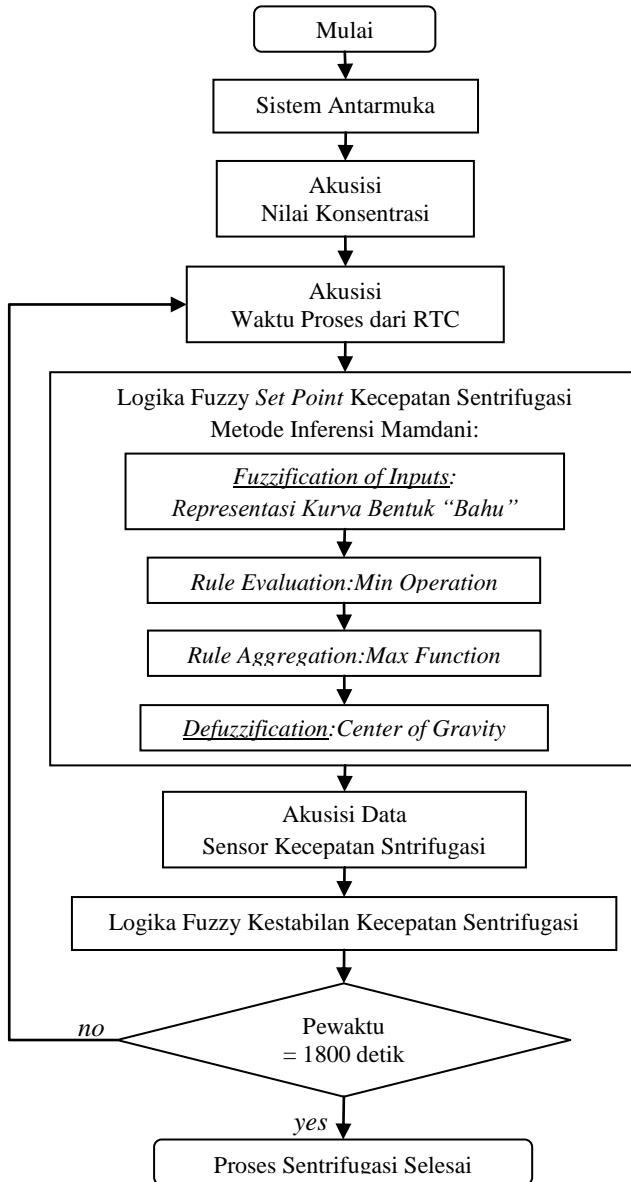 Mulai
Sistem Antarmuka
Akusisi
Nilai Konsentrasi
Akusisi
Waktu Proses dari RTC
Logika Fuzzy Set Point Kecepatan Sentrifugasi
Metode Inferensi Mamdani:
Fuzzification of Inputs:
Representasi Kurva Bentuk “Bahu”
Rule Evaluation:Min Operation
Rule Aggregation:Max Function
Defuzzification:Center of Gravity
Akusisi Data
Sensor Kecepatan Sntrifugasi
Logika Fuzzy Kestabilan Kecepatan Sentrifugasi
no
Pewaktu
= 1800 detik
yes
Proses Sentrifugasi Selesai